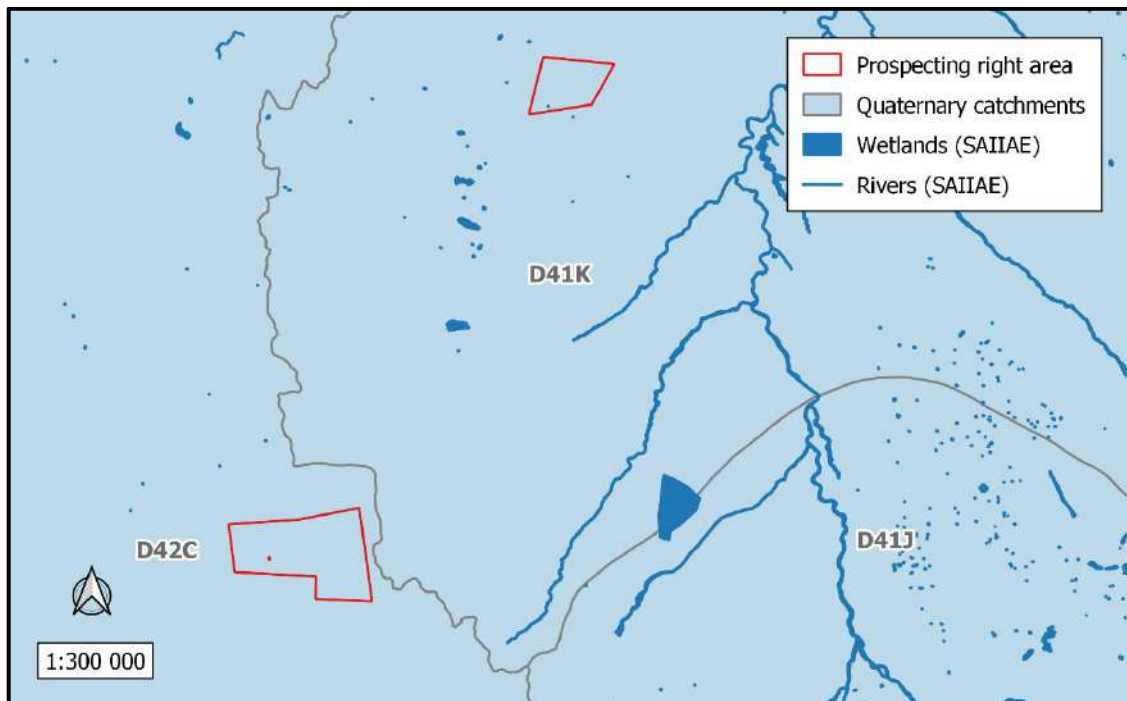 Prospecting right area
Quaternary catchments
Wetlands (SAIIAE)
Rivers (SAIIAE)
D41K
D42C
D41J
1:300 000